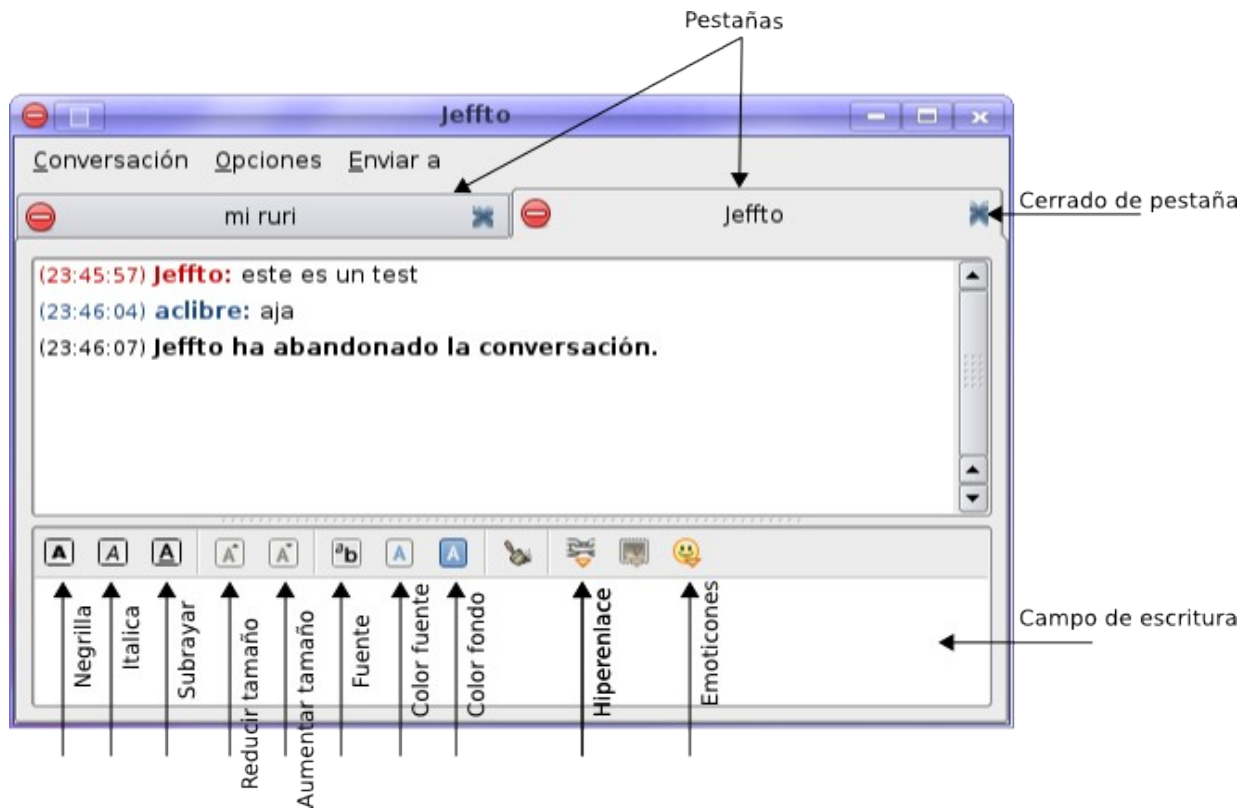 Pestañas
Jeffto
Conversación Opciones Enviar a
mi ruri
Jeffto
Cerrado de pestaña
(23:45:57) Jeffto: este es un test
(23:46:04) aclibre: aja
(23:46:07) Jeffto ha abandonado la conversación.
Negrilla
Italica
Subrayar
Reducir tamaño
Aumentar tamaño
Fuente
Color fuente
Color fondo
Hiperenlace
Emoticones
Campo de escritura